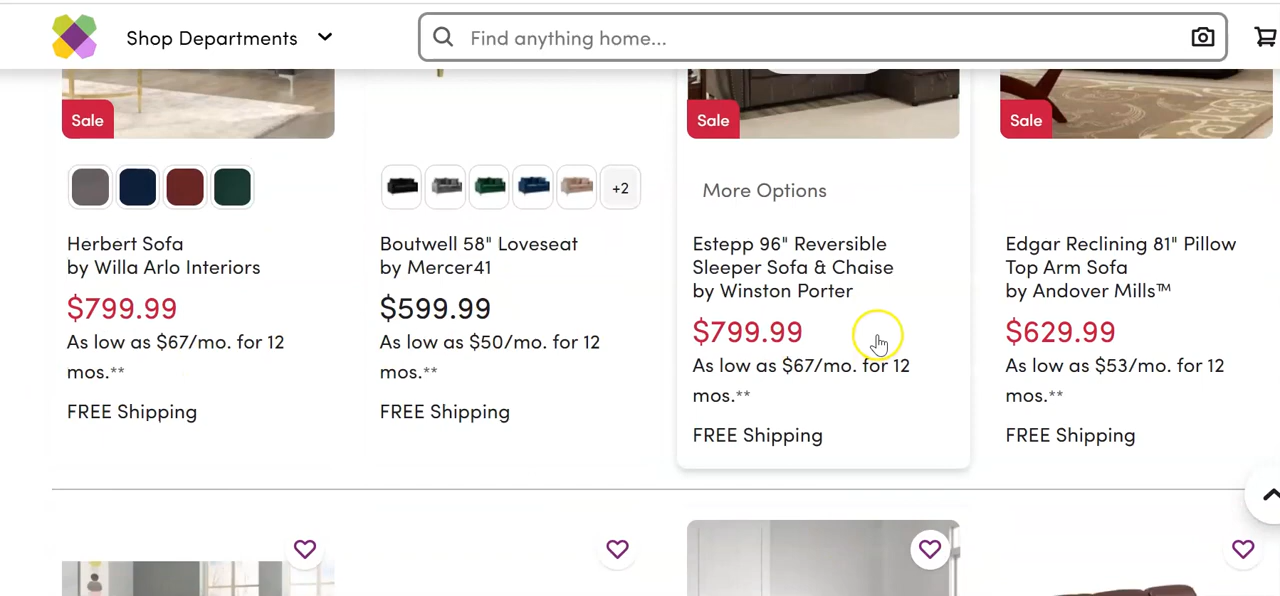 Shop Departments
Find anything home...
Sale
Sale
Sale
+2
More Options
Herbert Sofa
by Willa Arlo Interiors
$799.99
As low as $67/mo. for 12
mos.**
FREE Shipping
Boutwell 58" Loveseat
by Mercer41
$599.99
As low as $50/mo. for 12
mos.**
FREE Shipping
Estepp 96" Reversible
Sleeper Sofa & Chaise
by Winston Porter
$799.99
As low as $67/mo. for 12
mos.**
FREE Shipping
Edgar Reclining 81" Pillow
Top Arm Sofa
by Andover Mills™
$629.99
As low as $53/mo. for 12
mos.**
FREE Shipping